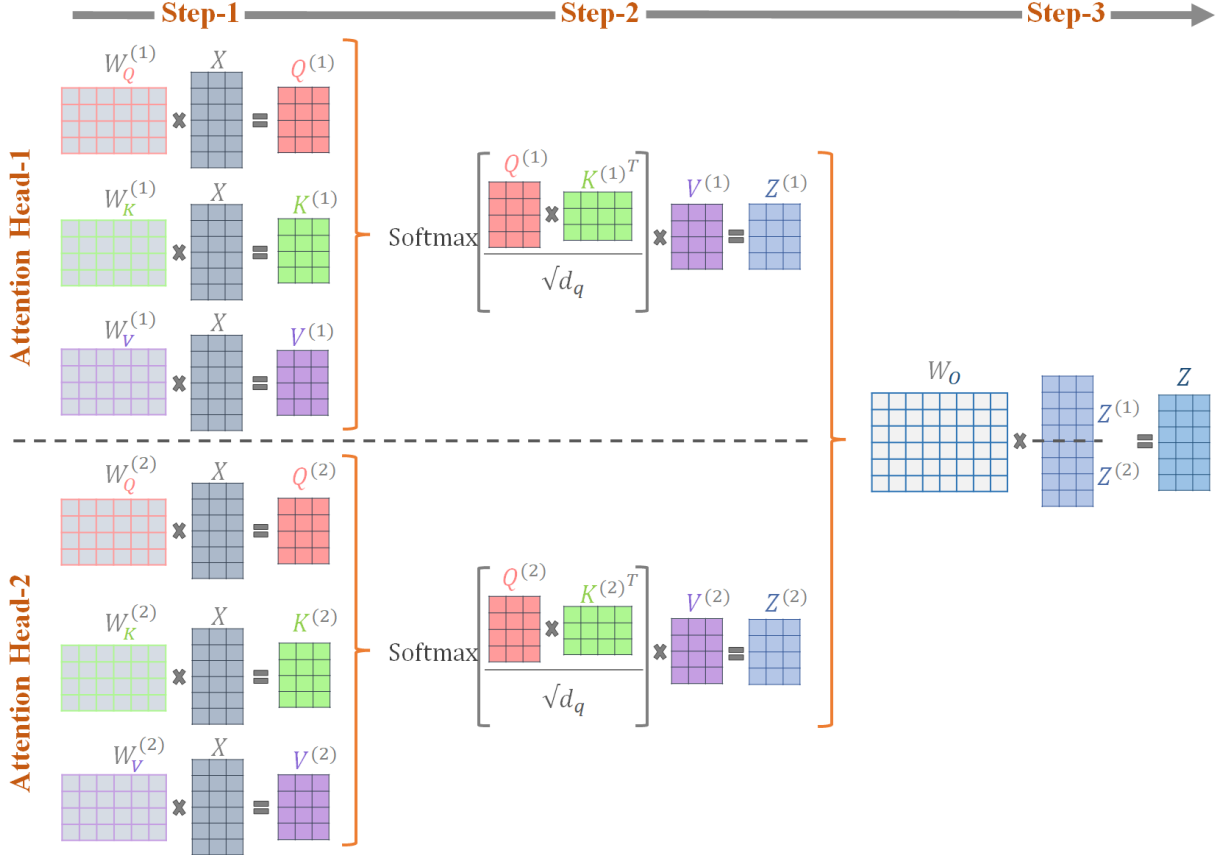 Step-1 Step-2 Step-3
Attention Head-1
W_Q^(1) × X = Q^(1)
W_K^(1) × X = K^(1)
W_V^(1) × X = V^(1)
Softmax [ Q^(1) × K^(1)^T / √d_q ] × V^(1) = Z^(1)
Attention Head-2
W_Q^(2) × X = Q^(2)
W_K^(2) × X = K^(2)
W_V^(2) × X = V^(2)
Softmax [ Q^(2) × K^(2)^T / √d_q ] × V^(2) = Z^(2)
W_O × Z^(1) Z^(2) = Z